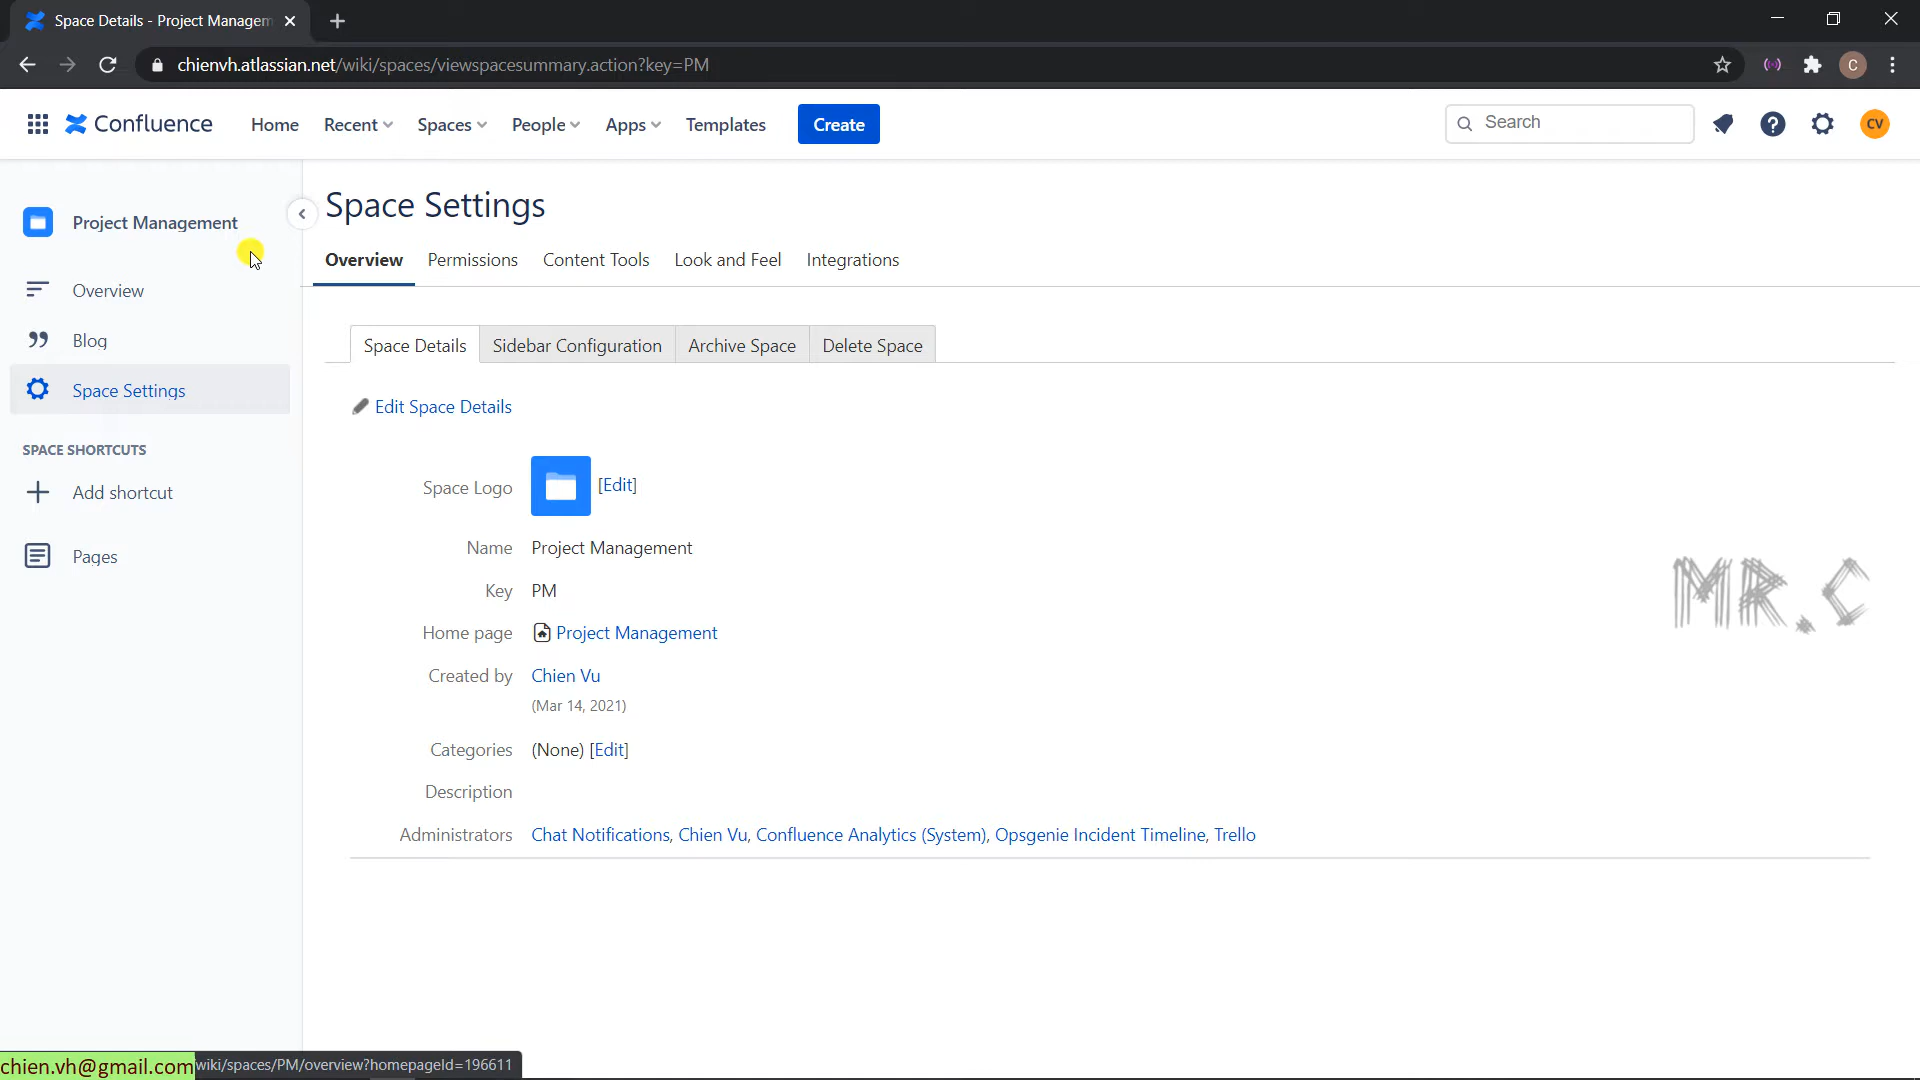 Space Details - Project Managem
chienvh.atlassian.net/wiki/spaces/viewspacesummary.action?key=PM
C
Confluence
Home
Recent
Spaces
People
Apps
Templates
Create
Search
CV
Project Management
Overview
Blog
Space Settings
SPACE SHORTCUTS
Add shortcut
Pages
Space Settings
Overview
Permissions
Content Tools
Look and Feel
Integrations
Space Details
Sidebar Configuration
Archive Space
Delete Space
Edit Space Details
Space Logo [Edit]
Name Project Management
Key PM
Home page Project Management
Created by Chien Vu
(Mar 14, 2021)
Categories (None) [Edit]
Description
Administrators Chat Notifications, Chien Vu, Confluence Analytics (System), Opsgenie Incident Timeline, Trello
MR.C
chien.vh@gmail.com
wiki/spaces/PM/overview?homepageId=196611